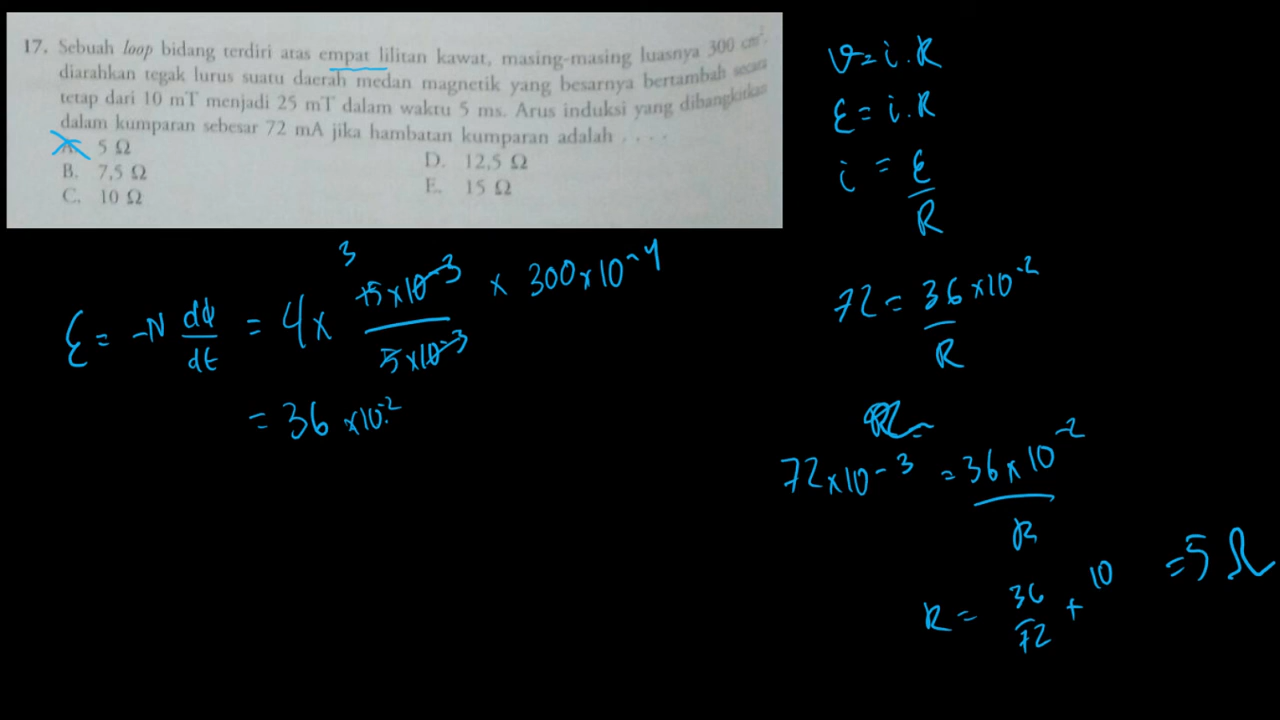 17. Sebuah loop bidang terdiri atas empat lilitan kawat, masing-masing luasnya 300 cm².
diarahkan tegak lurus suatu daerah medan magnetik yang besarnya bertambah secara
tetap dari 10 mT menjadi 25 mT dalam waktu 5 ms. Arus induksi yang dibangkitkan
dalam kumparan sebesar 72 mA jika hambatan kumparan adalah . . . .
A. 5 Ω
B. 7,5 Ω
C. 10 Ω
D. 12,5 Ω
E. 15 Ω
ε = -N dφ/dt = 4 x 15x10-3/5x10-3 x 300x10-4
3
= 36 x10-2
v = i . R
ε = i . R
i = ε/R
72 = 36 x10-2/R
72x10-3 = 36x10-2/R
R = 36/72 + 10 = 5 Ω